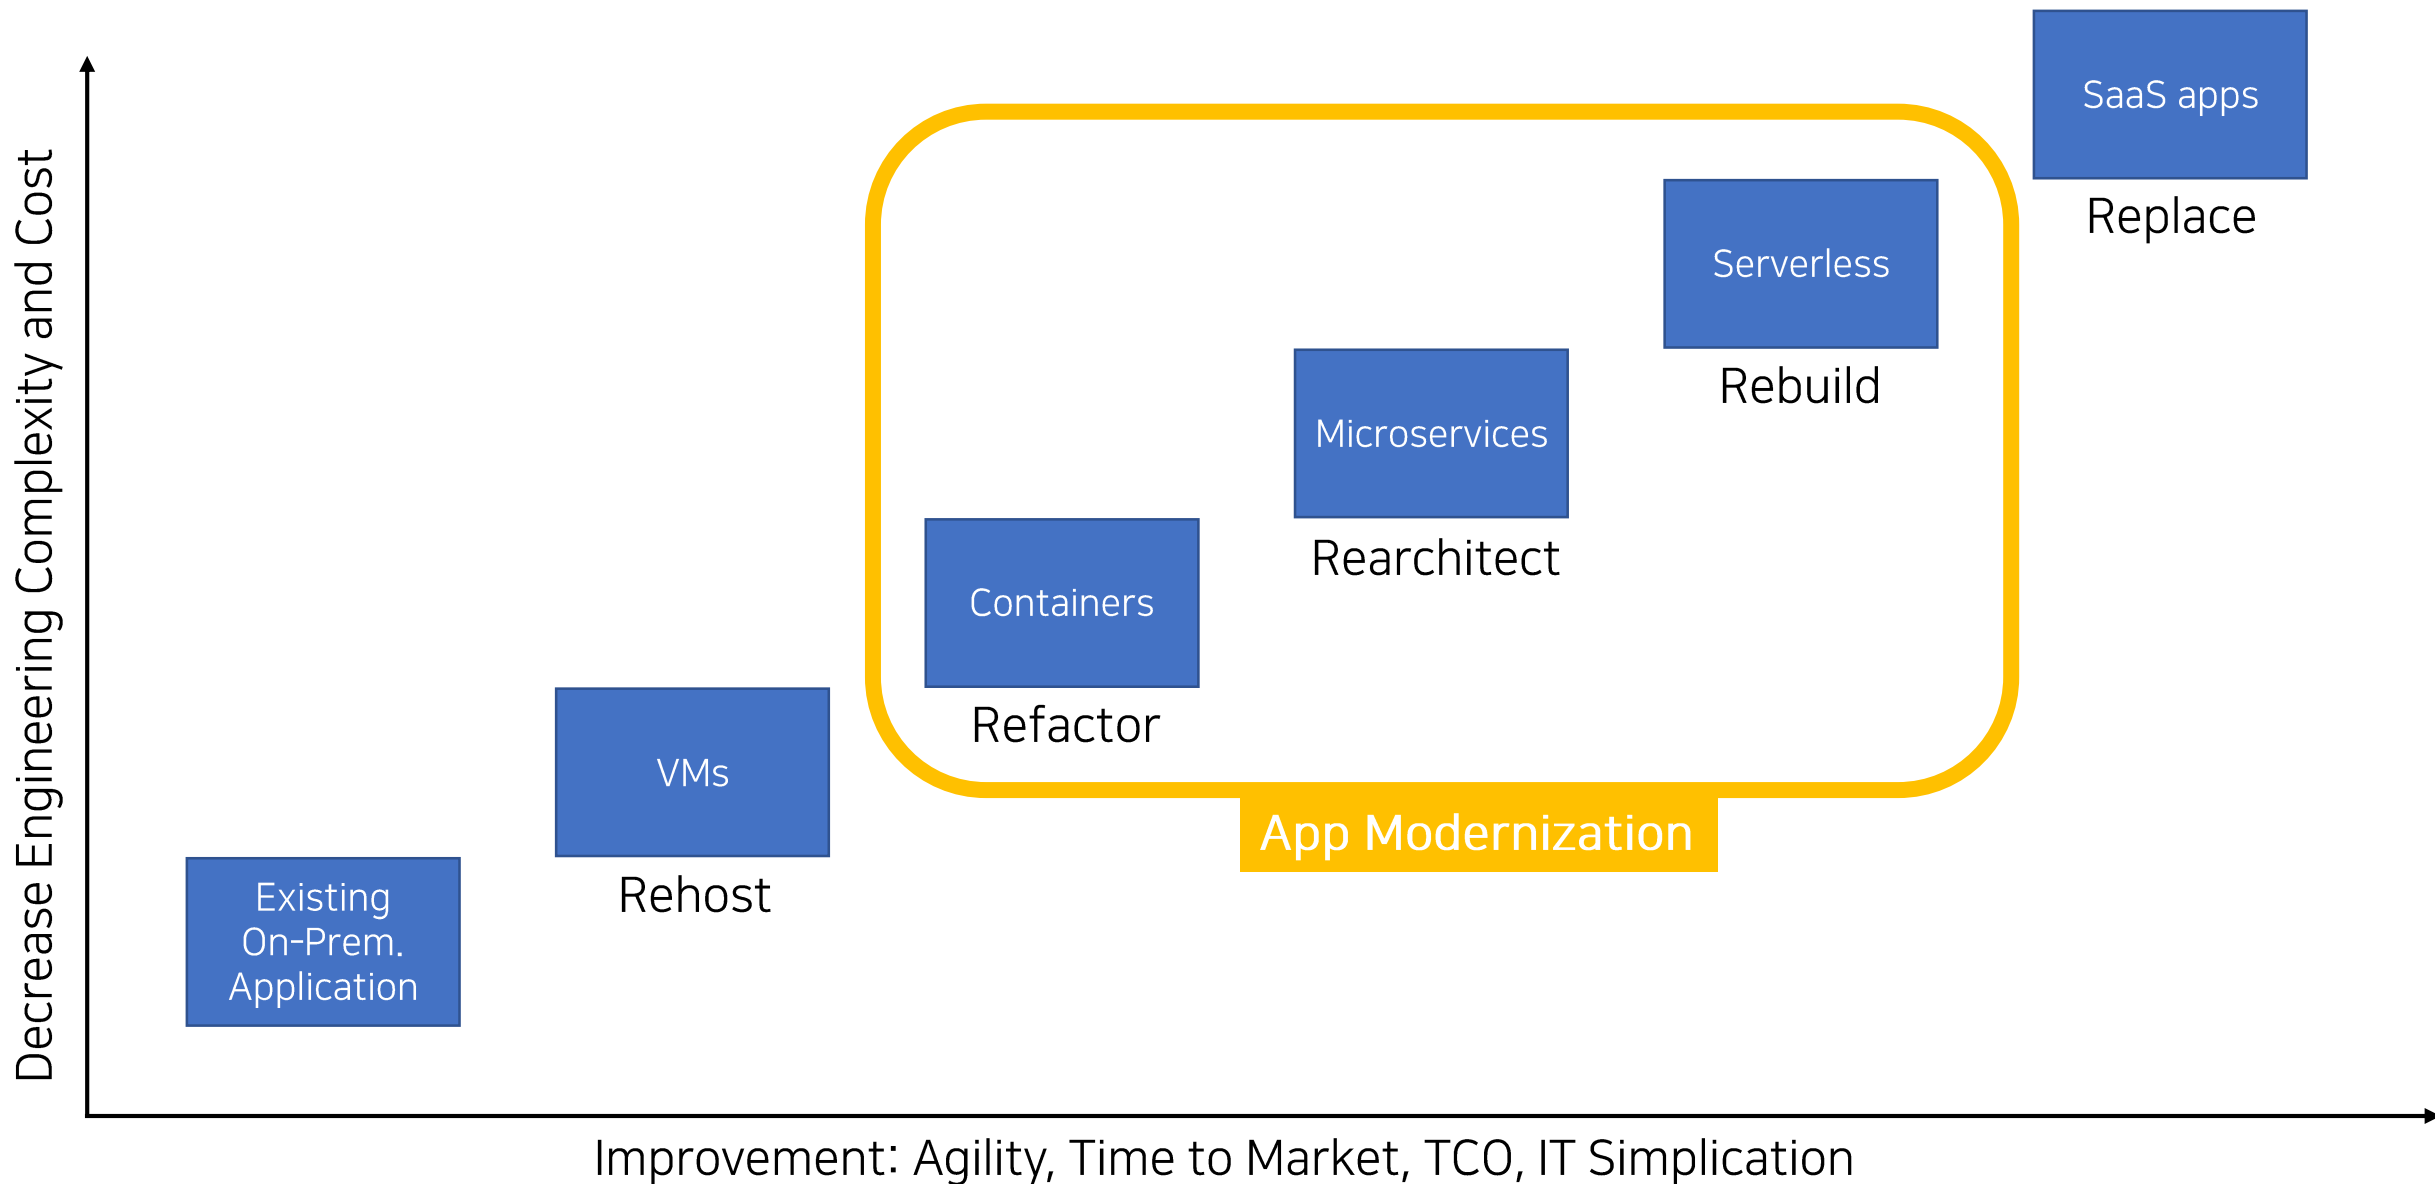 SaaS apps
Replace
Serverless
Rebuild
Microservices
Rearchitect
Containers
Refactor
App Modernization
VMs
Rehost
Existing
On-Prem.
Application
Decrease Engineering Complexity and Cost
Improvement: Agility, Time to Market, TCO, IT Simplication